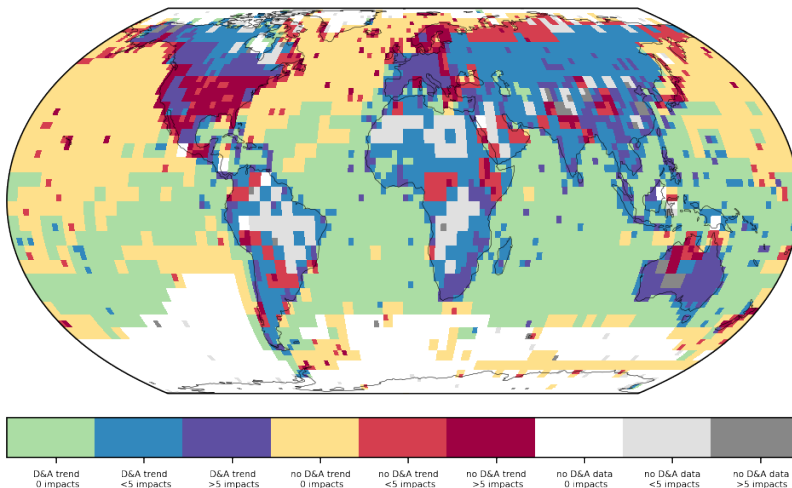 D&A trend
0 impacts
D&A trend
<5 impacts
D&A trend
>5 impacts
no D&A trend
0 impacts
no D&A trend
<5 impacts
no D&A trend
>5 impacts
no D&A data
0 impacts
no D&A data
<5 impacts
no D&A data
>5 impacts